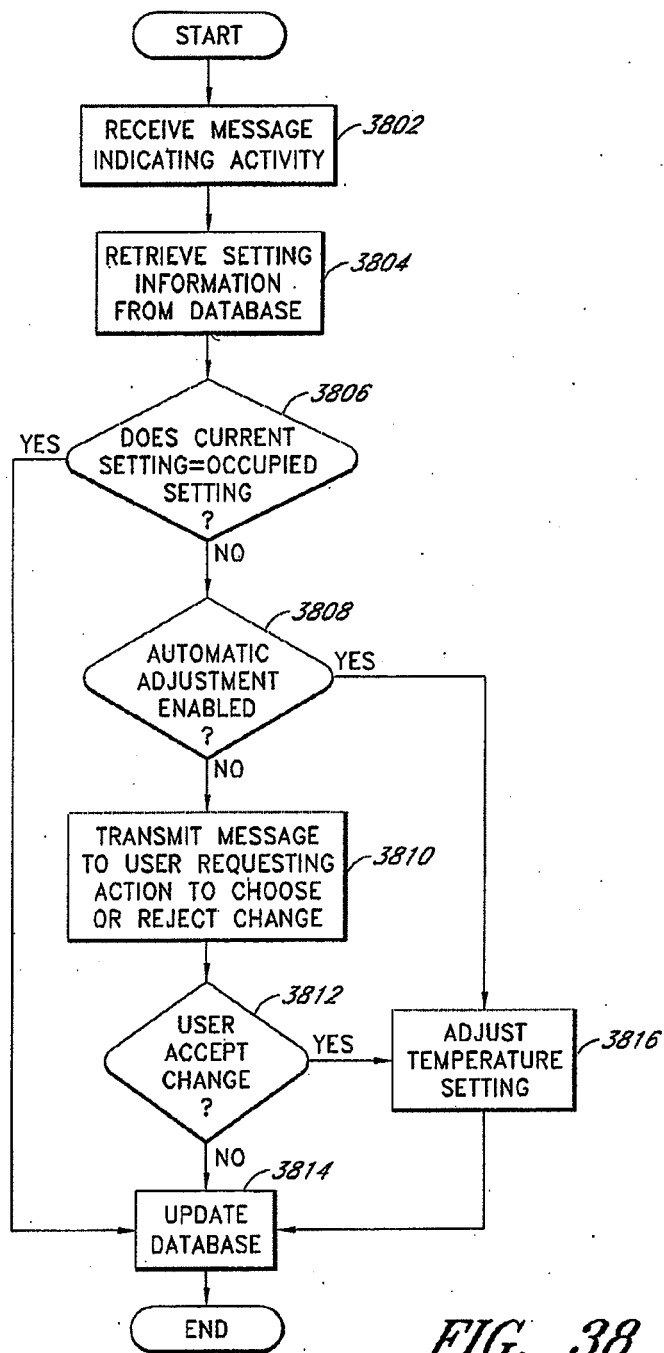 START
RECEIVE MESSAGE
INDICATING ACTIVITY
3802
RETRIEVE SETTING
INFORMATION
FROM DATABASE
3804
3806
YES
DOES CURRENT
SETTING=OCCUPIED
SETTING
?
NO
3808
AUTOMATIC
ADJUSTMENT
ENABLED
?
YES
NO
TRANSMIT MESSAGE
TO USER REQUESTING
ACTION TO CHOOSE
OR REJECT CHANGE
3810
3812
USER
ACCEPT
CHANGE
?
YES
ADJUST
TEMPERATURE
SETTING
3816
NO
3814
UPDATE
DATABASE
END
FIG. 38